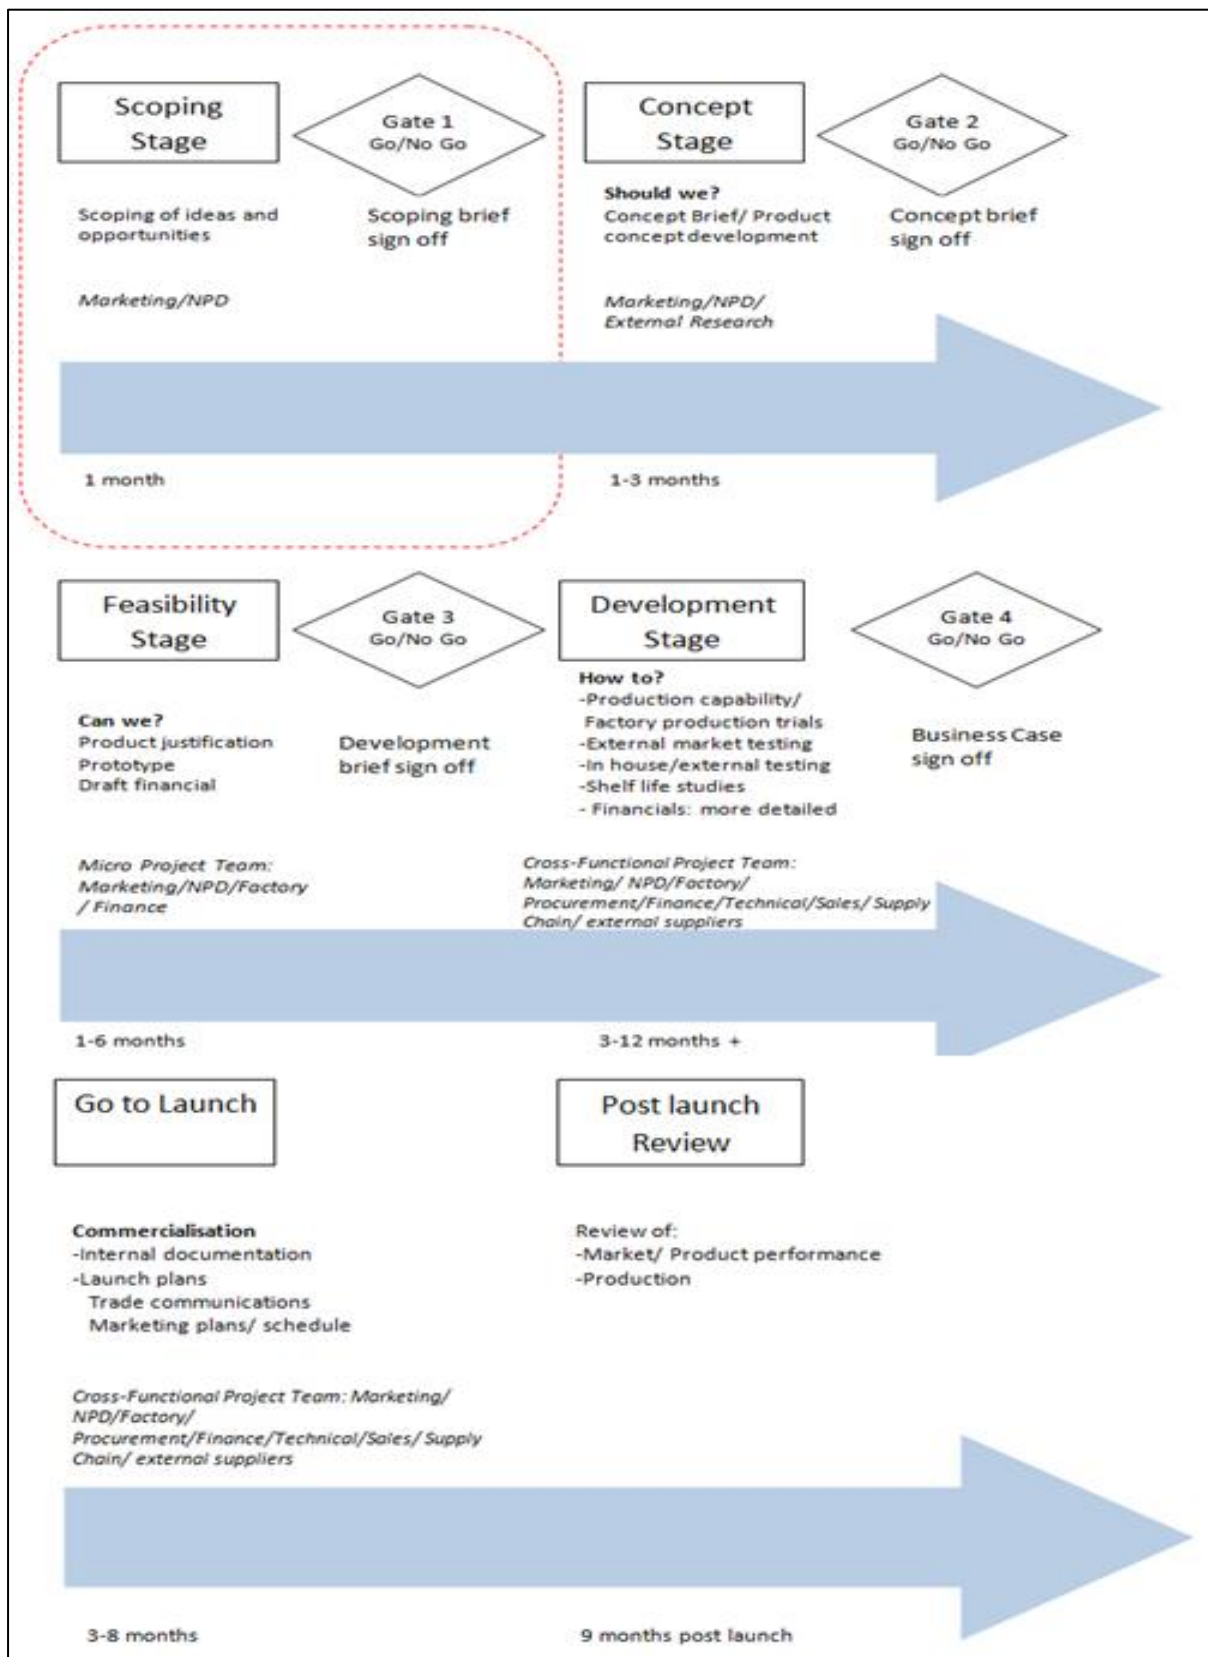 Scoping
Stage
Gate 1
Go/No Go
Concept
Stage
Gate 2
Go/No Go
Scoping of ideas and
opportunities
Scoping brief
sign off
Should we?
Concept Brief/ Product
concept development
Concept brief
sign off
Marketing/NPD
Marketing/NPD/
External Research
1 month
1-3 months
Feasibility
Stage
Gate 3
Go/No Go
Development
Stage
Gate 4
Go/No Go
Can we?
Product justification
Prototype
Draft financial
Development
brief sign off
How to?
-Production capability/
Factory production trials
-External market testing
-In house/external testing
-Shelf life studies
- Financials: more detailed
Business Case
sign off
Micro Project Team:
Marketing/NPD/Factory
/ Finance
Cross-Functional Project Team:
Marketing/ NPD/Factory/
Procurement/Finance/Technical/Sales/ Supply
Chain/ external suppliers
1-6 months
3-12 months +
Go to Launch
Post launch
Review
Commercialisation
-Internal documentation
-Launch plans
Trade communications
Marketing plans/ schedule
Review of:
-Market/ Product performance
-Production
Cross-Functional Project Team: Marketing/
NPD/Factory/
Procurement/Finance/Technical/Sales/ Supply
Chain/ external suppliers
3-8 months
9 months post launch